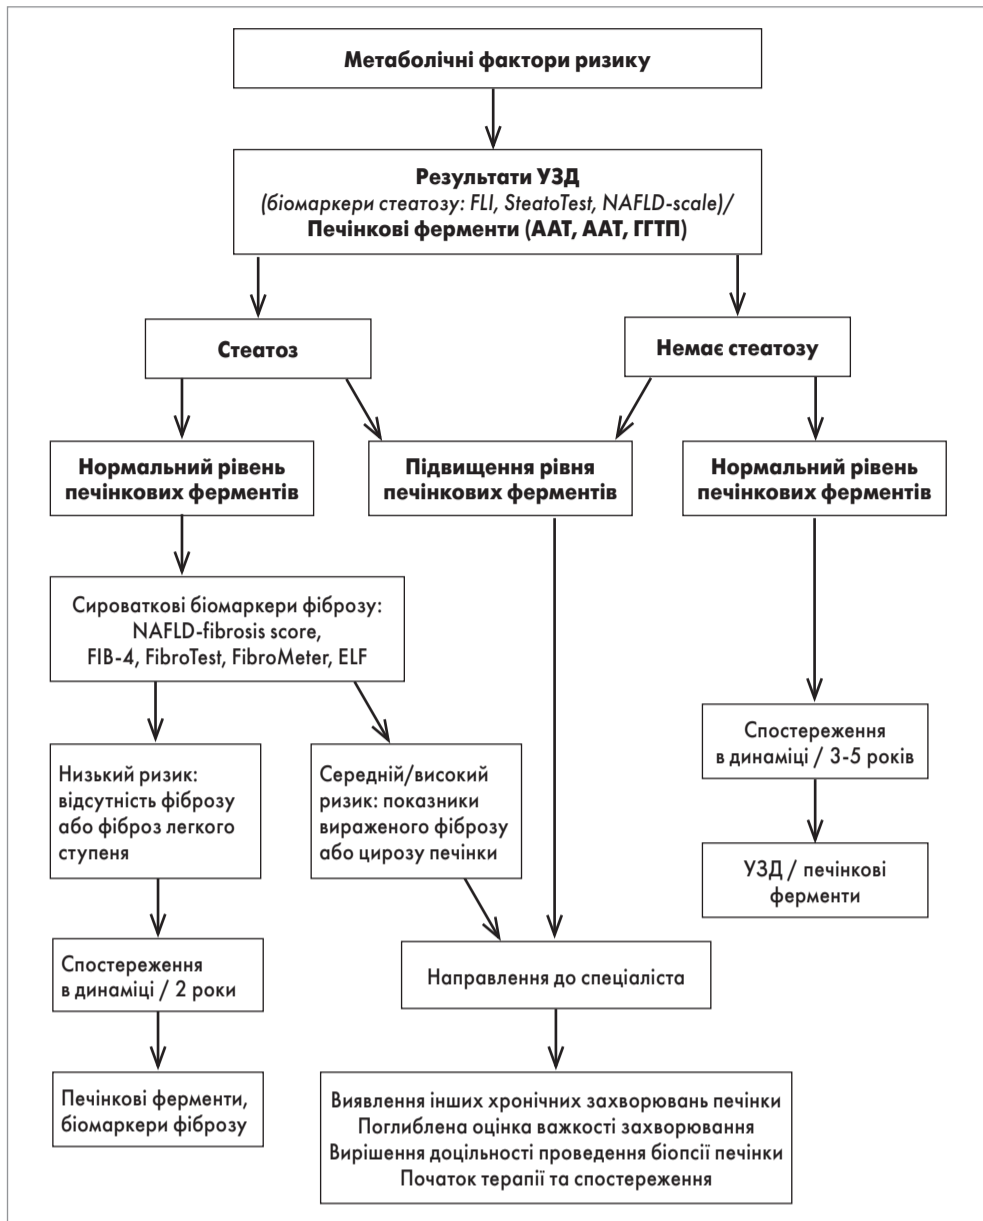 Метаболічні фактори ризику
Результати УЗД
(біомаркери стеатозу: FLI, SteatoTest, NAFLD-scale)/
Печінкові ферменти (ААТ, ААТ, ГГТП)
Стеатоз
Немає стеатозу
Нормальний рівень
печінкових ферментів
Підвищення рівня
печінкових ферментів
Нормальний рівень
печінкових ферментів
Сироваткові біомаркери фіброзу:
NAFLD-fibrosis score,
FIB-4, FibroTest, FibroMeter, ELF
Низький ризик:
відсутність фіброзу
або фіброз легкого
ступеня
Середній/високий
ризик: показники
вираженого фіброзу
або цирозу печінки
Спостереження
в динаміці / 3-5 років
УЗД / печінкові
ферменти
Спостереження
в динаміці / 2 роки
Направлення до спеціаліста
Печінкові ферменти,
біомаркери фіброзу
Виявлення інших хронічних захворювань печінки
Поглиблена оцінка важкості захворювання
Вирішення доцільності проведення біопсії печінки
Початок терапії та спостереження